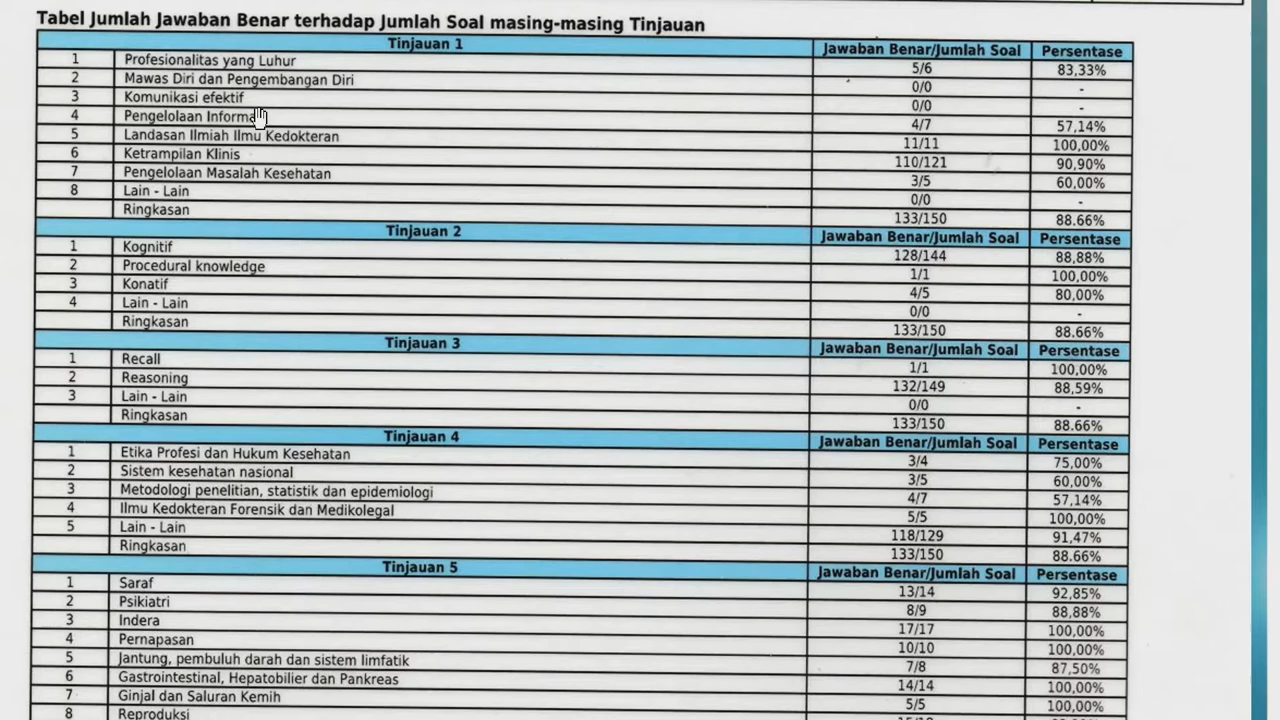 Tabel Jumlah Jawaban Benar terhadap Jumlah Soal masing-masing Tinjauan
Tinjauan 1 Jawaban Benar/Jumlah Soal Persentase
1 Profesionalitas yang Luhur 5/6 83,33%
2 Mawas Diri dan Pengembangan Diri 0/0 -
3 Komunikasi efektif 0/0 -
4 Pengelolaan 4/7 57,14%
5 Landasan Ilmiah Ilmu Kedokteran 11/11 100,00%
6 Ketrampilan Klinis 110/121 90,90%
7 Pengelolaan Masalah Kesehatan 3/5 60,00%
8 Lain - Lain 0/0 -
Ringkasan 133/150 88.66%
Tinjauan 2 Jawaban Benar/Jumlah Soal Persentase
1 Kognitif 128/144 88,88%
2 Procedural knowledge 1/1 100,00%
3 Konatif 4/5 80,00%
4 Lain - Lain 0/0 -
Ringkasan 133/150 88.66%
Tinjauan 3 Jawaban Benar/Jumlah Soal Persentase
1 Recall 1/1 100,00%
2 Reasoning 132/149 88,59%
3 Lain - Lain 0/0 -
Ringkasan 133/150 88.66%
Tinjauan 4 Jawaban Benar/Jumlah Soal Persentase
1 Etika Profesi dan Hukum Kesehatan 3/4 75,00%
2 Sistem kesehatan nasional 3/5 60,00%
3 Metodologi penelitian, statistik dan epidemiologi 4/7 57,14%
4 Ilmu Kedokteran Forensik dan Medikolegal 5/5 100,00%
5 Lain - Lain 118/129 91,47%
Ringkasan 133/150 88.66%
Tinjauan 5 Jawaban Benar/Jumlah Soal Persentase
1 Saraf 13/14 92,85%
2 Psikiatri 8/9 88,88%
3 Indera 17/17 100,00%
4 Pernapasan 10/10 100,00%
5 Jantung, pembuluh darah dan sistem limfatik 7/8 87,50%
6 Gastrointestinal, Hepatobilier dan Pankreas 14/14 100,00%
7 Ginjal dan Saluran Kemih 5/5 100,00%
8 Reproduksi